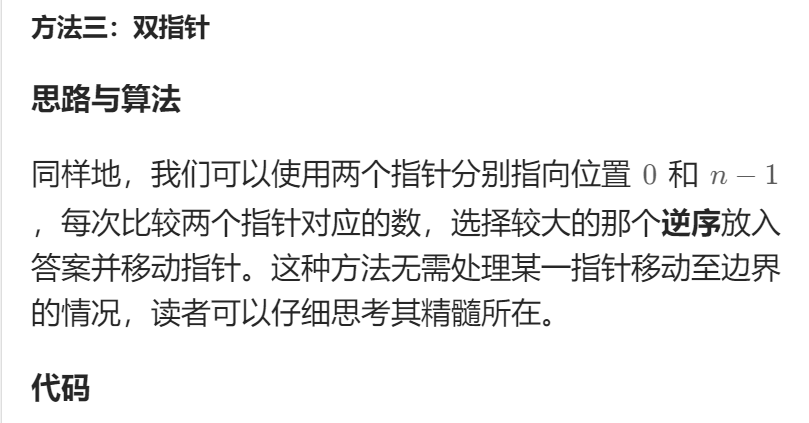 方法三：双指针
思路与算法
同样地，我们可以使用两个指针分别指向位置 0 和 n − 1
，每次比较两个指针对应的数，选择较大的那个逆序放入
答案并移动指针。这种方法无需处理某一指针移动至边界
的情况，读者可以仔细思考其精髓所在。
代码